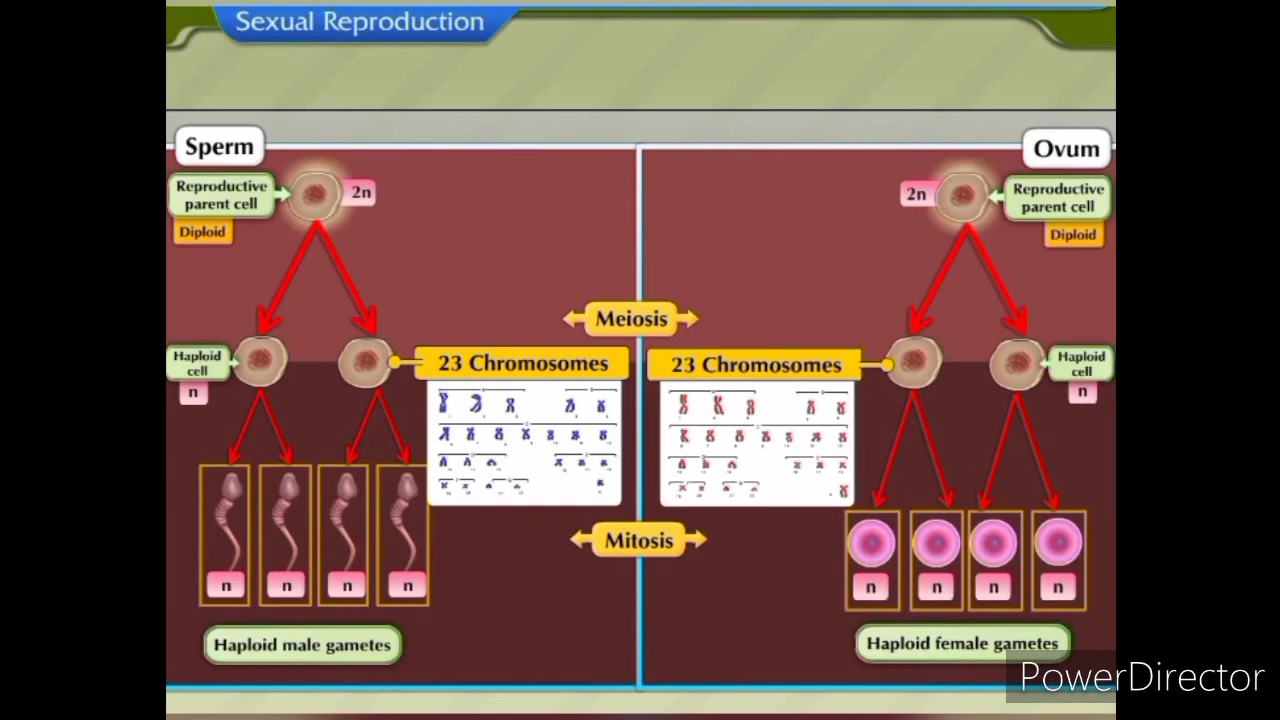 Sexual Reproduction
Sperm
Ovum
Reproductive
parent cell
2n
Diploid
2n
Reproductive
parent cell
Diploid
Meiosis
Haploid
cell
n
23 Chromosomes
23 Chromosomes
Haploid
cell
n
Mitosis
n
n
n
n
n
n
n
n
Haploid male gametes
Haploid female gametes
PowerDirector